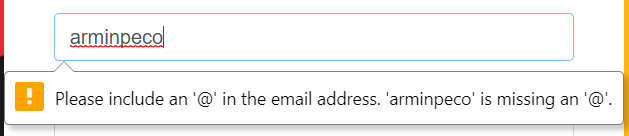 arminpeco
Please include an '@' in the email address. 'arminpeco' is missing an '@'.